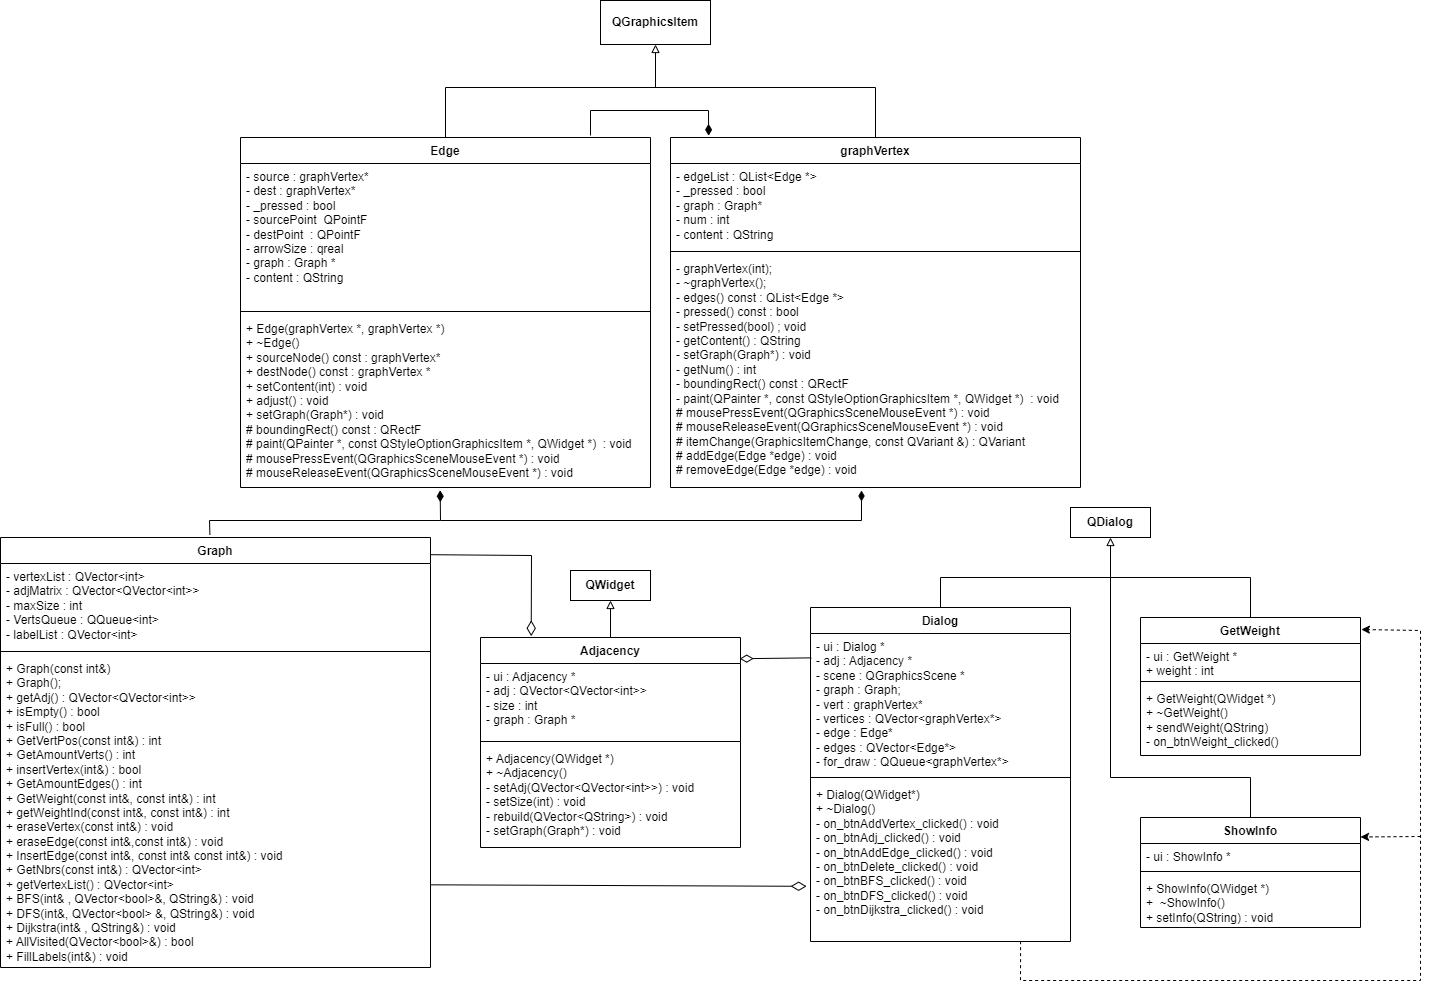 QGraphicsItem
Edge
- source : graphVertex*
- dest : graphVertex*
- _pressed : bool
- sourcePoint  QPointF
- destPoint  : QPointF
- arrowSize : qreal
- graph : Graph *
- content : QString
+ Edge(graphVertex *, graphVertex *)
+ ~Edge()
+ sourceNode() const : graphVertex*
+ destNode() const : graphVertex *
+ setContent(int) : void
+ adjust() : void
+ setGraph(Graph*) : void
# boundingRect() const : QRectF
# paint(QPainter *, const QStyleOptionGraphicsItem *, QWidget *)  : void
# mousePressEvent(QGraphicsSceneMouseEvent *) : void
# mouseReleaseEvent(QGraphicsSceneMouseEvent *) : void
graphVertex
- edgeList : QList<Edge *>
- _pressed : bool
- graph : Graph*
- num : int
- content : QString
- graphVertex(int);
- ~graphVertex();
- edges() const : QList<Edge *>
- pressed() const : bool
- setPressed(bool) ; void
- getContent() : QString
- setGraph(Graph*) : void
- getNum() : int
- boundingRect() const : QRectF
- paint(QPainter *, const QStyleOptionGraphicsItem *, QWidget *)  : void
# mousePressEvent(QGraphicsSceneMouseEvent *) : void
# mouseReleaseEvent(QGraphicsSceneMouseEvent *) : void
# itemChange(GraphicsItemChange, const QVariant &) : QVariant
# addEdge(Edge *edge) : void
# removeEdge(Edge *edge) : void
Graph
- vertexList : QVector<int>
- adjMatrix : QVector<QVector<int>>
- maxSize : int
- VertsQueue : QQueue<int>
- labelList : QVector<int>
+ Graph(const int&)
+ Graph();
+ getAdj() : QVector<QVector<int>>
+ isEmpty() : bool
+ isFull() : bool
+ GetVertPos(const int&) : int
+ GetAmountVerts() : int
+ insertVertex(int&) : bool
+ GetAmountEdges() : int
+ GetWeight(const int&, const int&) : int
+ getWeightInd(const int&, const int&) : int
+ eraseVertex(const int&) : void
+ eraseEdge(const int&,const int&) : void
+ InsertEdge(const int&, const int& const int&) : void
+ GetNbrs(const int&) : QVector<int>
+ getVertexList() : QVector<int>
+ BFS(int& , QVector<bool>&, QString&) : void
+ DFS(int&, QVector<bool> &, QString&) : void
+ Dijkstra(int& , QString&) : void
+ AllVisited(QVector<bool>&) : bool
+ FillLabels(int&) : void
QWidget
Adjacency
- ui : Adjacency *
- adj : QVector<QVector<int>>
- size : int
- graph : Graph *
+ Adjacency(QWidget *)
+ ~Adjacency()
- setAdj(QVector<QVector<int>>) : void
- setSize(int) : void
- rebuild(QVector<QString>) : void
- setGraph(Graph*) : void
QDialog
Dialog
- ui : Dialog *
- adj : Adjacency *
- scene : QGraphicsScene *
- graph : Graph;
- vert : graphVertex*
- vertices : QVector<graphVertex*>
- edge : Edge*
- edges : QVector<Edge*>
- for_draw : QQueue<graphVertex*>
+ Dialog(QWidget*)
+ ~Dialog()
- on_btnAddVertex_clicked() : void
- on_btnAdj_clicked() : void
- on_btnAddEdge_clicked() : void
- on_btnDelete_clicked() : void
- on_btnBFS_clicked() : void
- on_btnDFS_clicked() : void
- on_btnDijkstra_clicked() : void
GetWeight
- ui : GetWeight *
+ weight : int
+ GetWeight(QWidget *)
+ ~GetWeight()
+ sendWeight(QString)
- on_btnWeight_clicked()
ShowInfo
- ui : ShowInfo *
+ ShowInfo(QWidget *)
+  ~ShowInfo()
+ setInfo(QString) : void